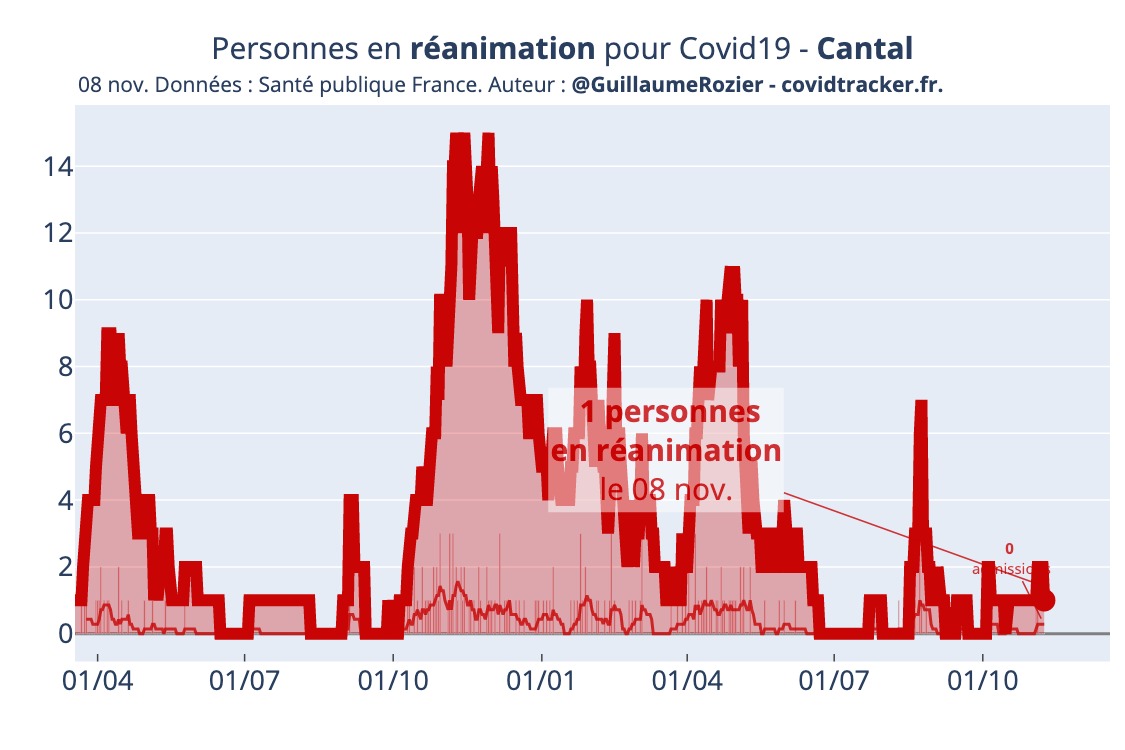 Personnes en réanimation pour Covid19 - Cantal
08 nov. Données : Santé publique France. Auteur : @GuillaumeRozier - covidtracker.fr.
14
12
10
8
6
4
2
0
1 personnes
en réanimation
le 08 nov.
0
admissions
01/04
01/07
01/10
01/01
01/04
01/07
01/10